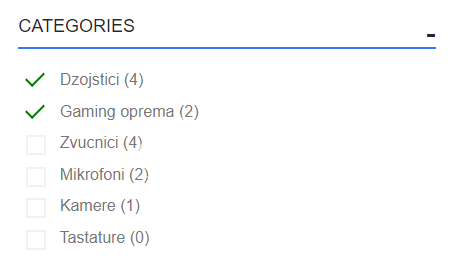 CATEGORIES
-
Dzojstici (4)
Gaming oprema (2)
Zvucnici (4)
Mikrofoni (2)
Kamere (1)
Tastature (0)